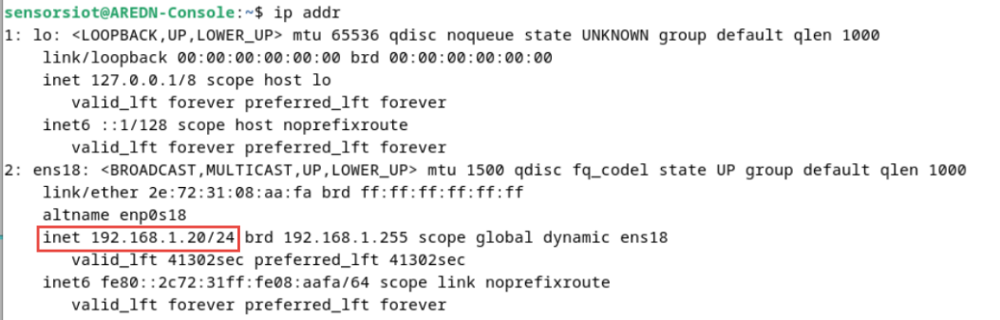 sensorsiot@AREDN-Console:~$ ip addr
1: lo: <LOOPBACK,UP,LOWER_UP> mtu 65536 qdisc noqueue state UNKNOWN group default qlen 1000
    link/loopback 00:00:00:00:00:00 brd 00:00:00:00:00:00
    inet 127.0.0.1/8 scope host lo
       valid_lft forever preferred_lft forever
    inet6 ::1/128 scope host noprefixroute
       valid_lft forever preferred_lft forever
2: ens18: <BROADCAST,MULTICAST,UP,LOWER_UP> mtu 1500 qdisc fq_codel state UP group default qlen 1000
    link/ether 2e:72:31:08:aa:fa brd ff:ff:ff:ff:ff:ff
    altname enp0s18
    inet 192.168.1.20/24 brd 192.168.1.255 scope global dynamic ens18
       valid_lft 41302sec preferred_lft 41302sec
    inet6 fe80::2c72:31ff:fe08:aafa/64 scope link noprefixroute
       valid_lft forever preferred_lft forever